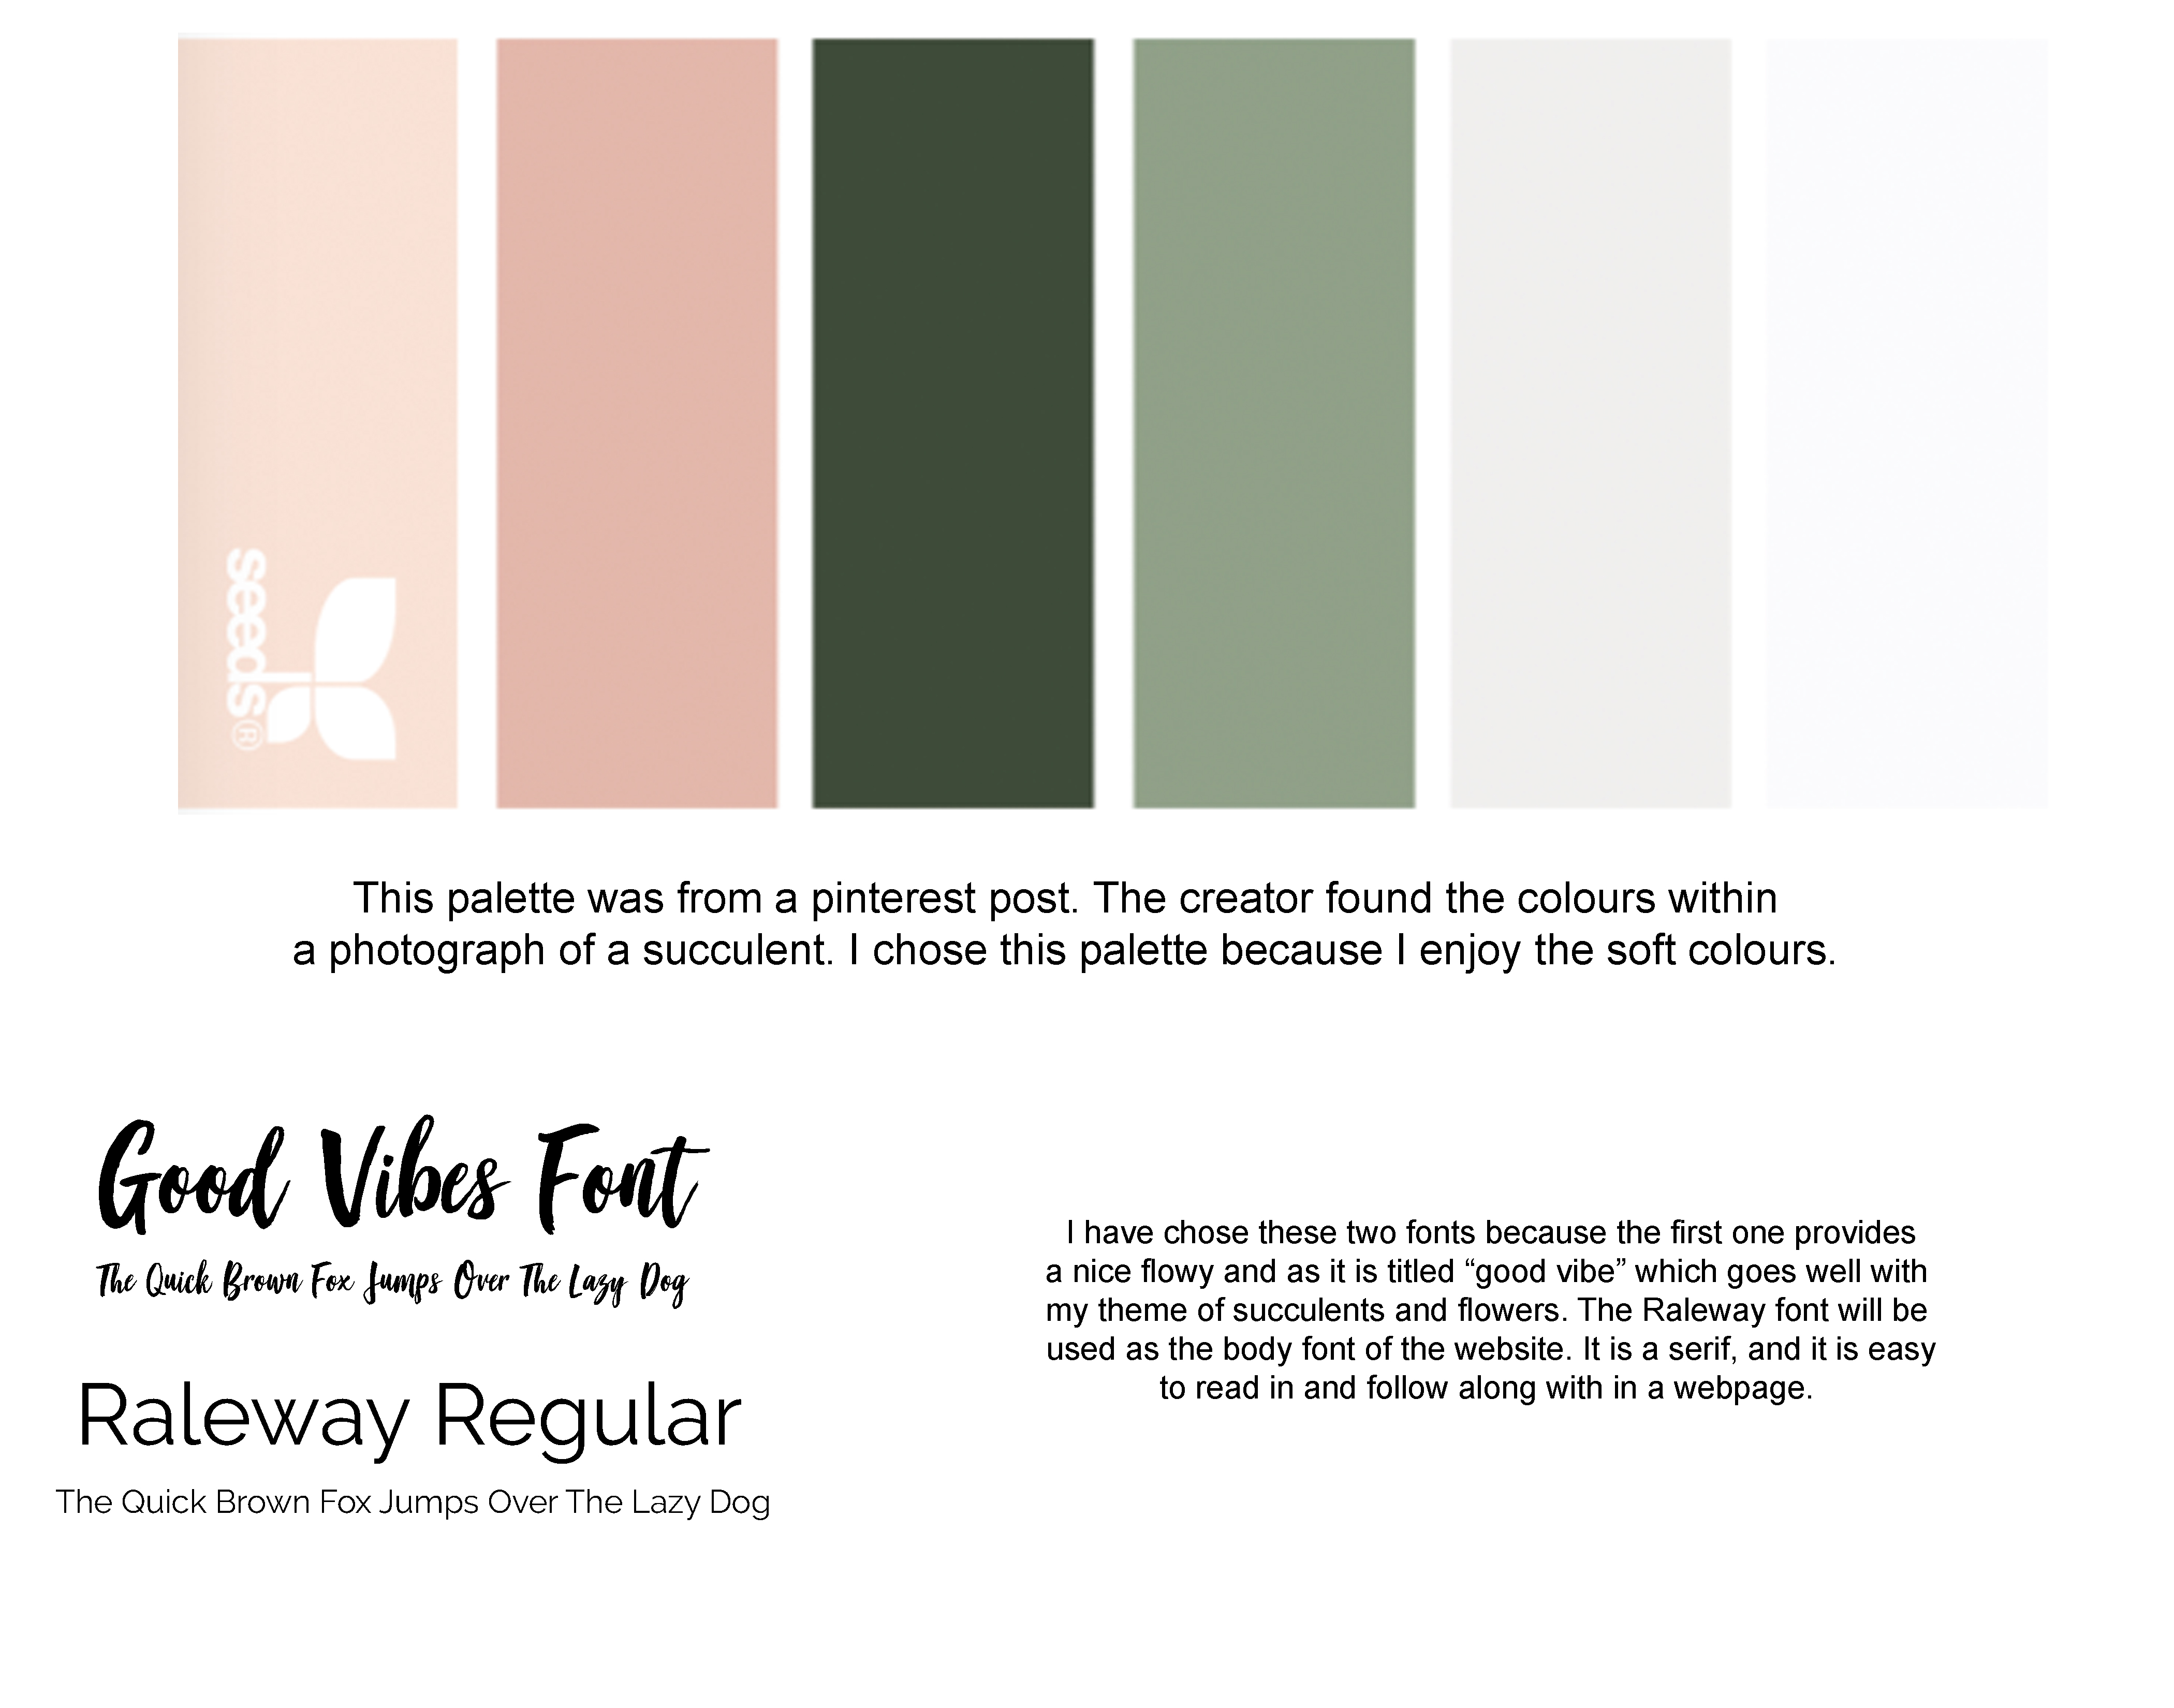 seeds®
This palette was from a pinterest post. The creator found the colours within
a photograph of a succulent. I chose this palette because I enjoy the soft colours.
Good Vibes Font
The Quick Brown Fox Jumps Over The Lazy Dog
Raleway Regular
The Quick Brown Fox Jumps Over The Lazy Dog
I have chose these two fonts because the first one provides
a nice flowy and as it is titled “good vibe” which goes well with
my theme of succulents and flowers. The Raleway font will be
used as the body font of the website. It is a serif, and it is easy
to read in and follow along with in a webpage.